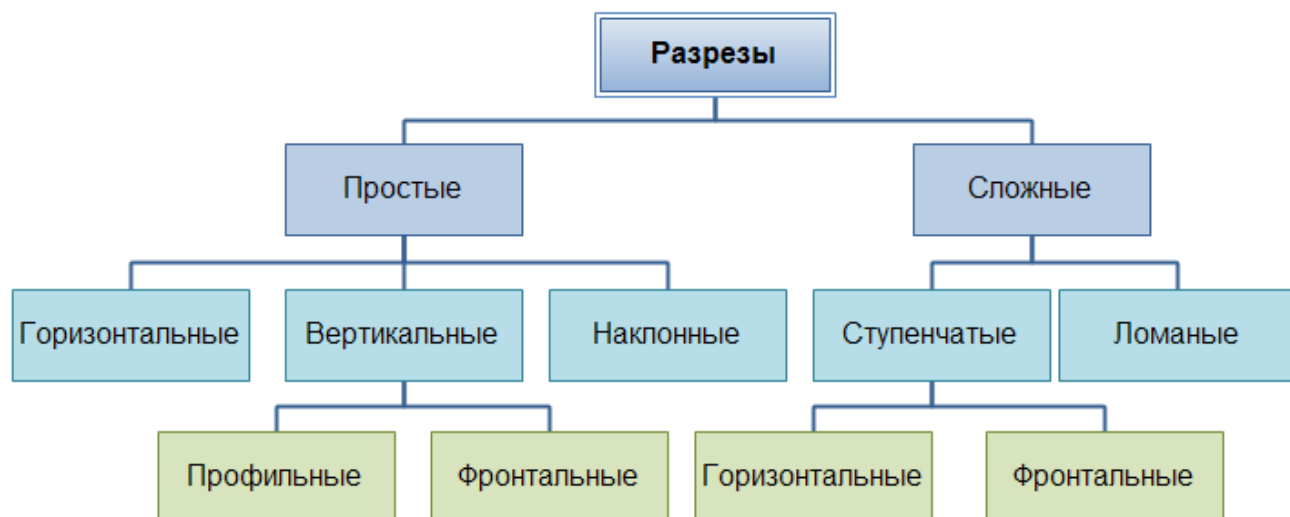 Разрезы
Простые
Сложные
Горизонтальные
Вертикальные
Наклонные
Ступенчатые
Ломаные
Профильные
Фронтальные
Горизонтальные
Фронтальные